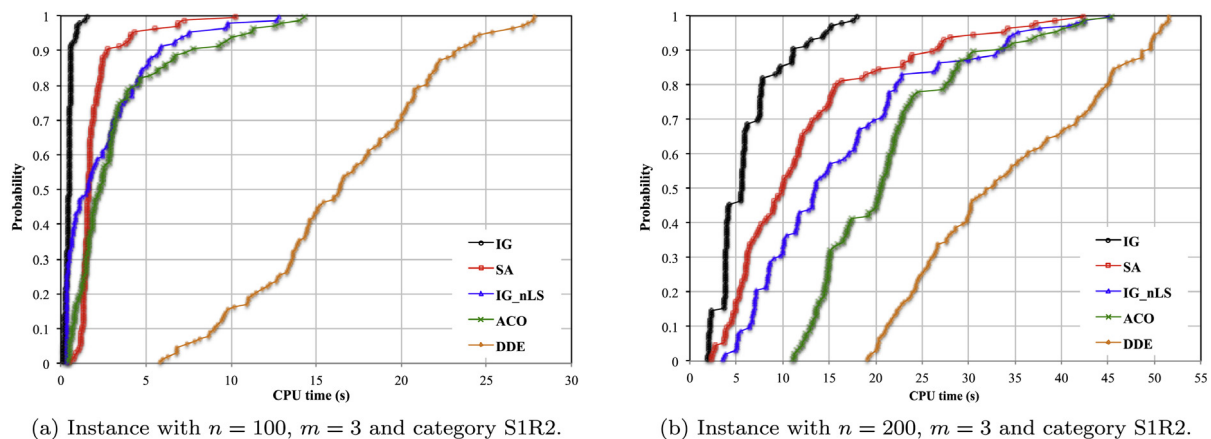 1
0.9
0.8
0.7
0.6
0.5
0.4
0.3
0.2
0.1
0
Probability
0 5 10 15 20 25 30
CPU time (s)
IG
SA
IG_nLS
ACO
DDE
(a) Instance with n = 100, m = 3 and category S1R2.
1
0.9
0.8
0.7
0.6
0.5
0.4
0.3
0.2
0.1
0
Probability
0 5 10 15 20 25 30 35 40 45 50 55
CPU time (s)
IG
SA
IG_nLS
ACO
DDE
(b) Instance with n = 200, m = 3 and category S1R2.